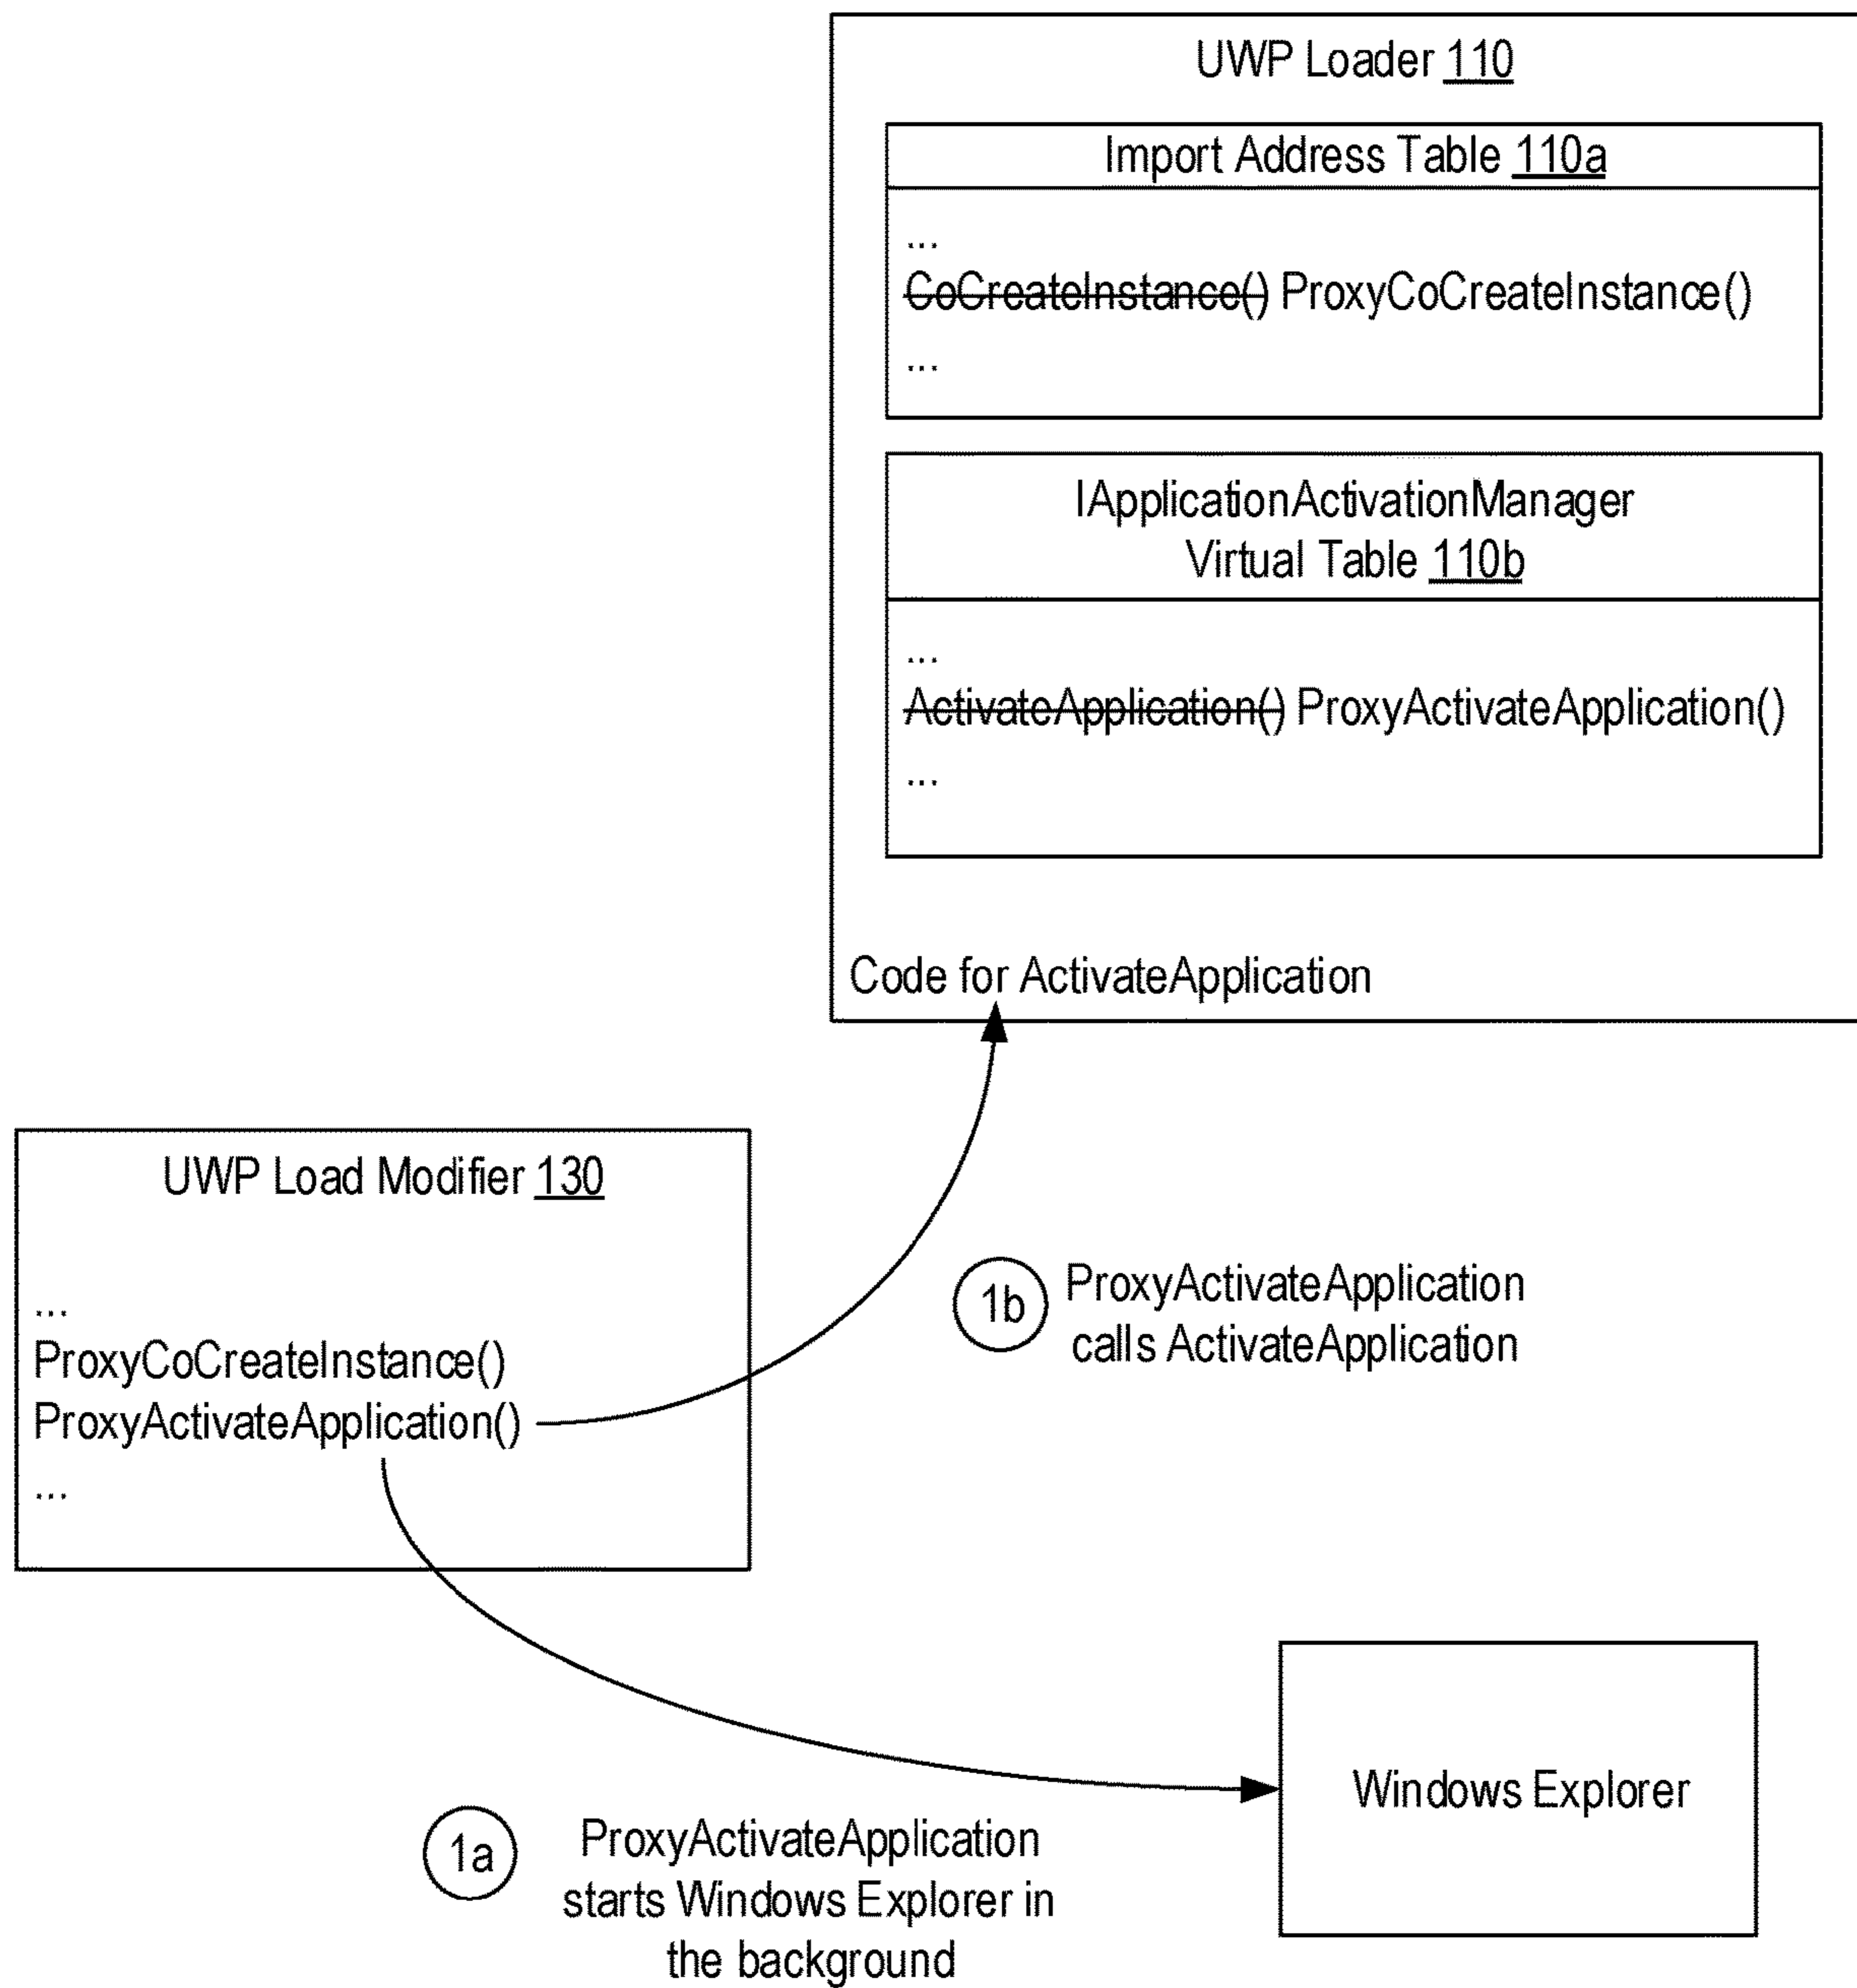 UWP Loader 110
Import Address Table 110a
...
CoCreateInstance() ProxyCoCreateInstance()
...
IApplicationActivationManager
Virtual Table 110b
...
ActivateApplication() ProxyActivateApplication()
...
Code for ActivateApplication
UWP Load Modifier 130
...
ProxyCoCreateInstance()
ProxyActivateApplication()
...
1b ProxyActivateApplication
calls ActivateApplication
Windows Explorer
1a ProxyActivateApplication
starts Windows Explorer in
the background